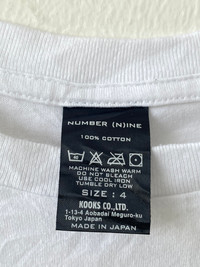 NUMBER (N)INE
100% COTTON
MACHINE WASH WARM
DO NOT BLEACH
USE COOL IRON
TUMBLE DRY LOW
SIZE : 4
KOOKS CO.,LTD.
1-13-4 Aobadai Meguro-ku
Tokyo Japan
MADE IN JAPAN